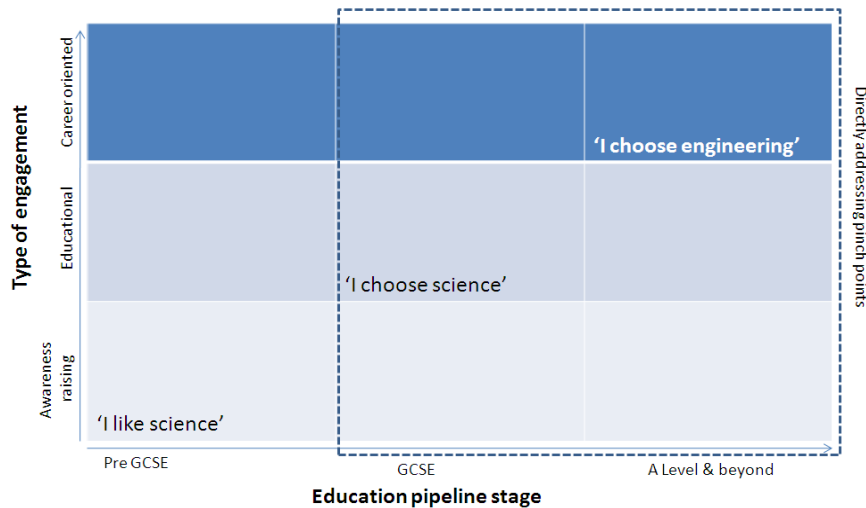 Type of engagement
Career oriented
Educational
Awareness
raising
‘I choose engineering’
‘I choose science’
‘I like science’
Directly addressing pinch points
Pre GCSE
GCSE
A Level & beyond
Education pipeline stage